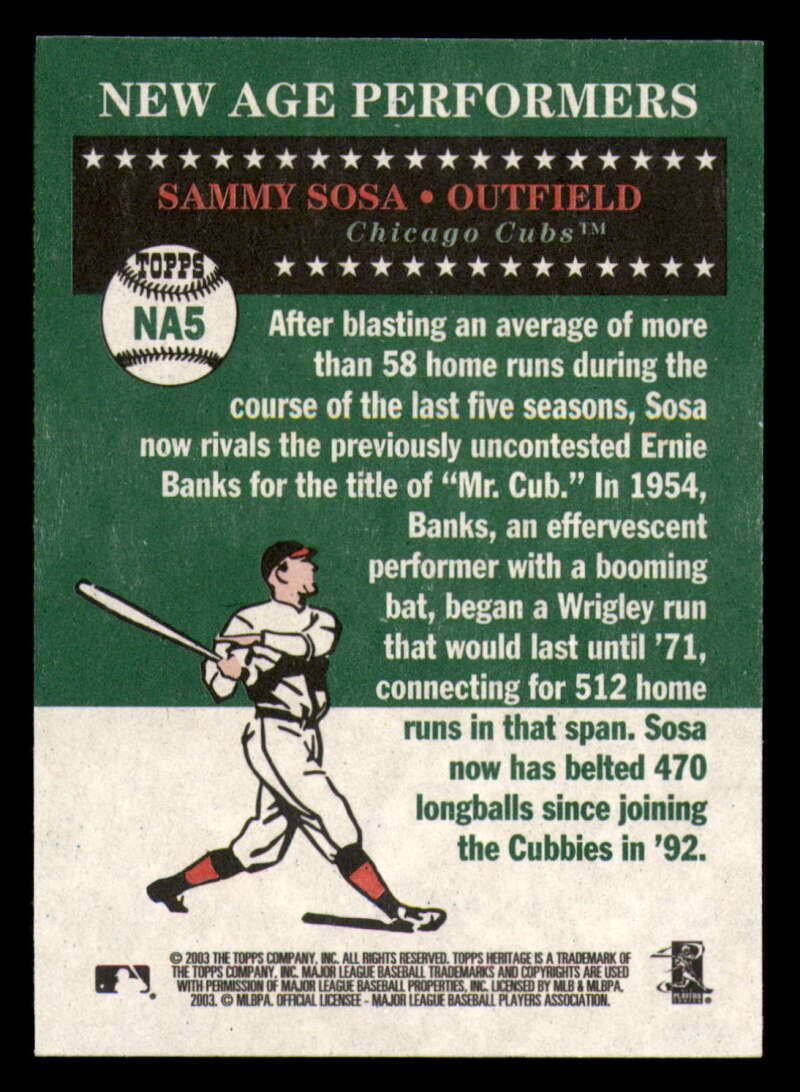 NEW AGE PERFORMERS
SAMMY SOSA • OUTFIELD
Chicago Cubs™
TOPPS
NA5
After blasting an average of more
than 58 home runs during the
course of the last five seasons, Sosa
now rivals the previously uncontested Ernie
Banks for the title of “Mr. Cub.” In 1954,
Banks, an effervescent
performer with a booming
bat, began a Wrigley run
that would last until ’71,
connecting for 512 home
runs in that span. Sosa
now has belted 470
longballs since joining
the Cubbies in ’92.
© 2003 THE TOPPS COMPANY, INC. ALL RIGHTS RESERVED. TOPPS HERITAGE IS A TRADEMARK OF
THE TOPPS COMPANY, INC. MAJOR LEAGUE BASEBALL TRADEMARKS AND COPYRIGHTS ARE USED
WITH PERMISSION OF MAJOR LEAGUE BASEBALL PROPERTIES, INC. LICENSED BY MLB & MLBPA,
2003. © MLBPA. OFFICIAL LICENSEE - MAJOR LEAGUE BASEBALL PLAYERS ASSOCIATION.